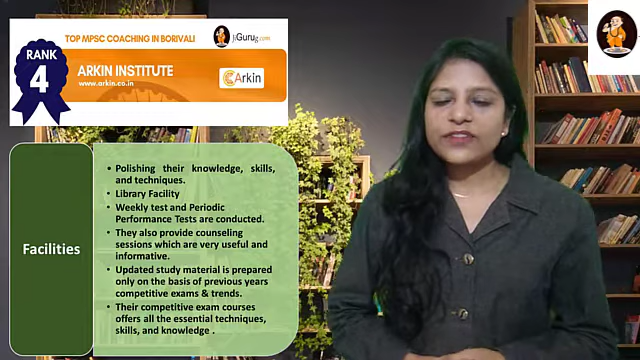 TOP MPSC COACHING IN BORIVALI
jiGurug.com
RANK
4
ARKIN INSTITUTE
www.arkin.co.in
Arkin
Facilities
• Polishing their knowledge, skills,
and techniques.
• Library Facility
• Weekly test and Periodic
Performance Tests are conducted.
• They also provide counseling
sessions which are very useful and
informative.
• Updated study material is prepared
only on the basis of previous years
competitive exams & trends.
• Their competitive exam courses
offers all the essential techniques,
skills, and knowledge .